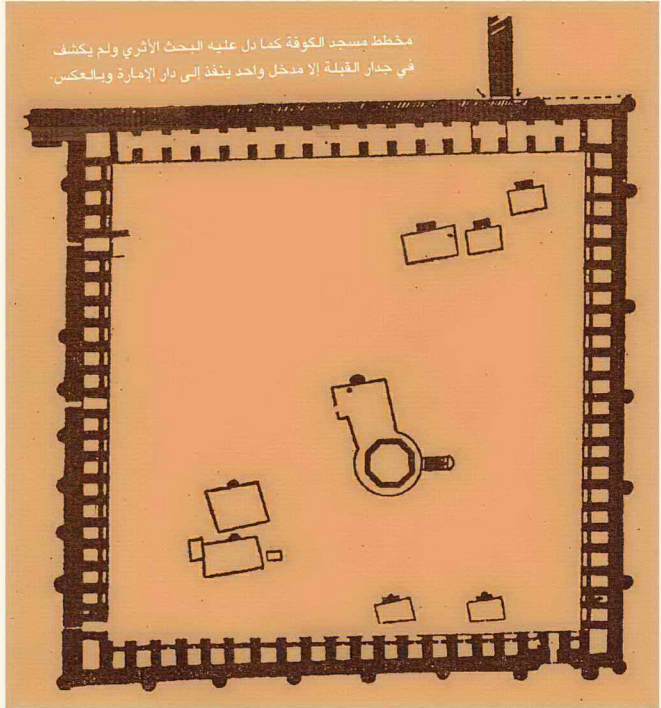 مخطط مسجد الكوفة كما دل عليه البحث الأثري ولم يكشف
في جدار القبلة إلا مدخل واحد ينفذ إلى دار الإمارة وبالعكس.